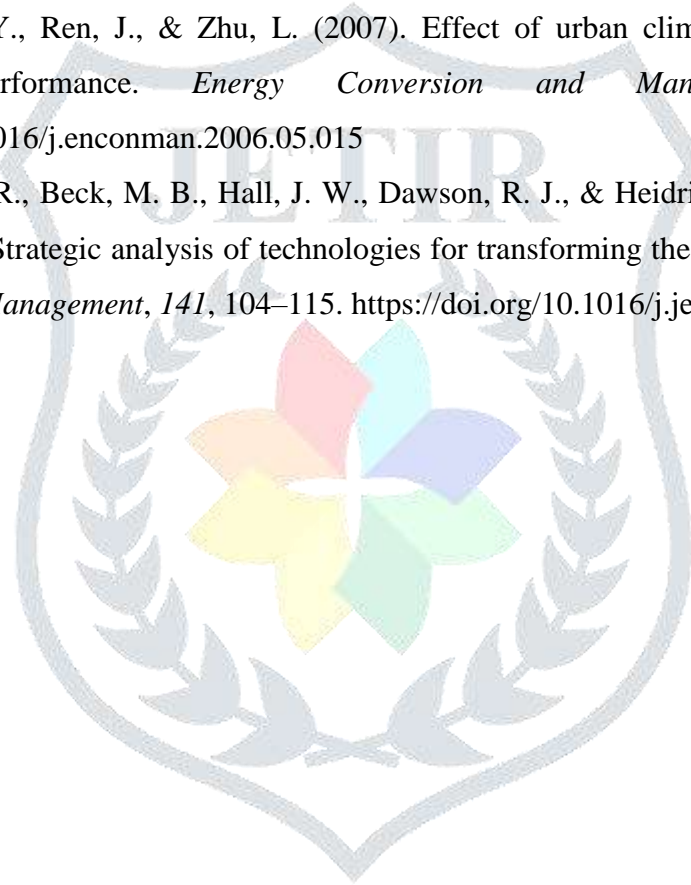 Y., Ren, J., & Zhu, L. (2007). Effect of urban clim
rformance. Energy Conversion and Man
016/j.enconman.2006.05.015
JETIR
R., Beck, M. B., Hall, J. W., Dawson, R. J., & Heidri
Strategic analysis of technologies for transforming the
anagement, 141, 104–115. https://doi.org/10.1016/j.je